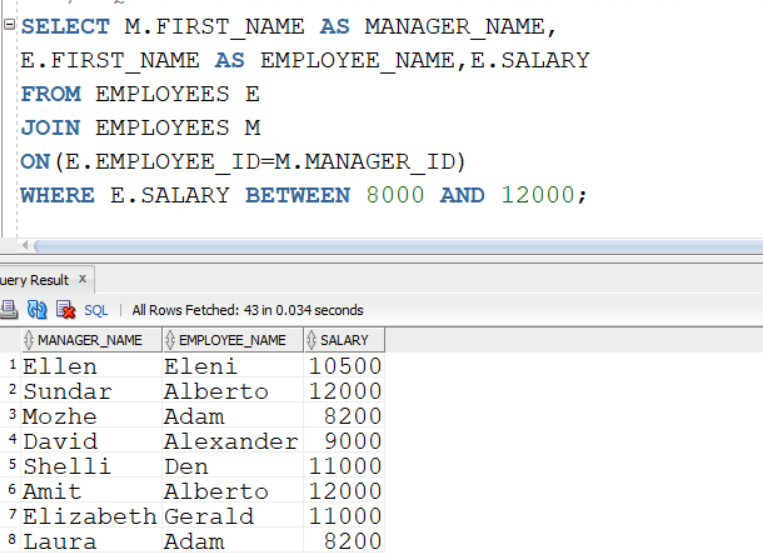 SELECT M.FIRST_NAME AS MANAGER_NAME,
E.FIRST_NAME AS EMPLOYEE_NAME,E.SALARY
FROM EMPLOYEES E
JOIN EMPLOYEES M
ON(E.EMPLOYEE_ID=M.MANAGER_ID)
WHERE E.SALARY BETWEEN 8000 AND 12000;
uery Result x
SQL | All Rows Fetched: 43 in 0.034 seconds
MANAGER_NAME EMPLOYEE_NAME SALARY
1 Ellen Eleni 10500
2 Sundar Alberto 12000
3 Mozhe Adam 8200
4 David Alexander 9000
5 Shelli Den 11000
6 Amit Alberto 12000
7 Elizabeth Gerald 11000
8 Laura Adam 8200